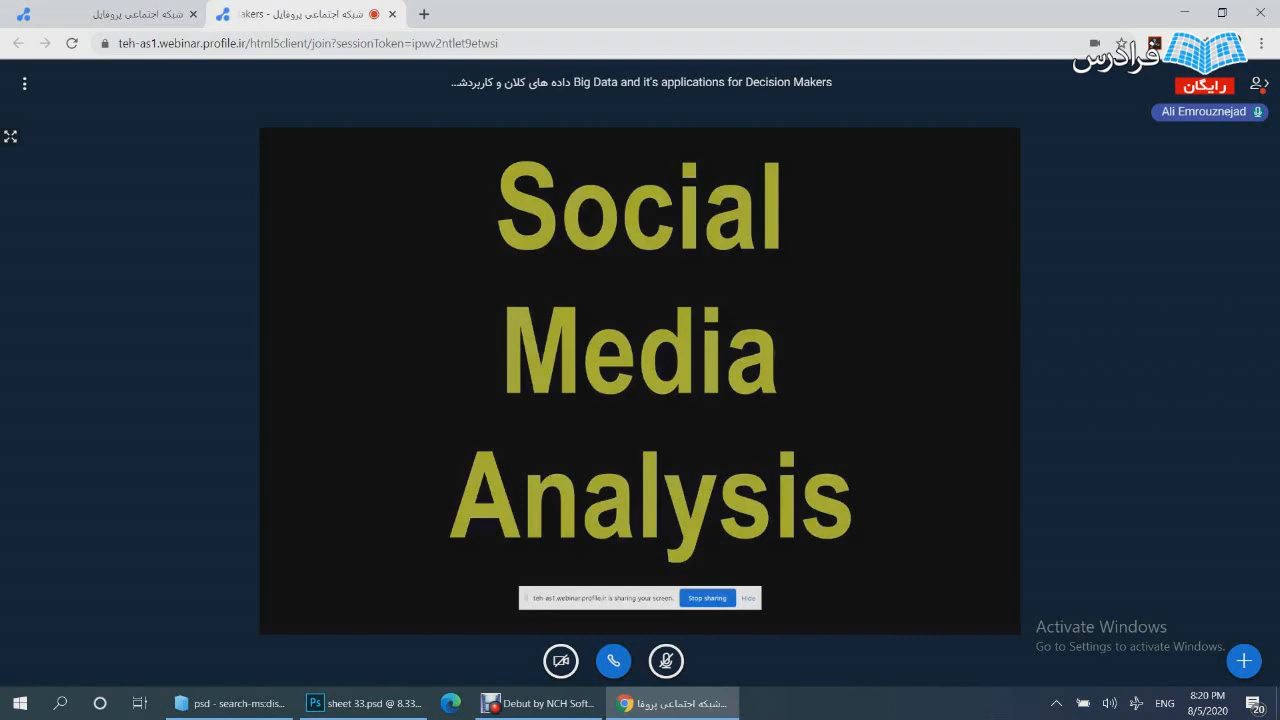 شبکه اجتماعی پروفایل
akers - شبکه اجتماعی پروفایل
teh-as1.webinar.profile.ir/html5client/join?sessionToken=ipwv2ntlet9etwsi
فرادرس
رایگان
داده های کلان و کاربردش... Big Data and it's applications for Decision Makers
Ali Emrouznejad
Social
Media
Analysis
teh-as1.webinar.profile.ir is sharing your screen.
Stop sharing
Hide
Activate Windows
Go to Settings to activate Windows.
psd - search-ms:dis...
sheet 33.psd @ 8.33...
Debut by NCH Soft...
شبکه اجتماعی پروفا...
ENG
8:20 PM
8/5/2020
20